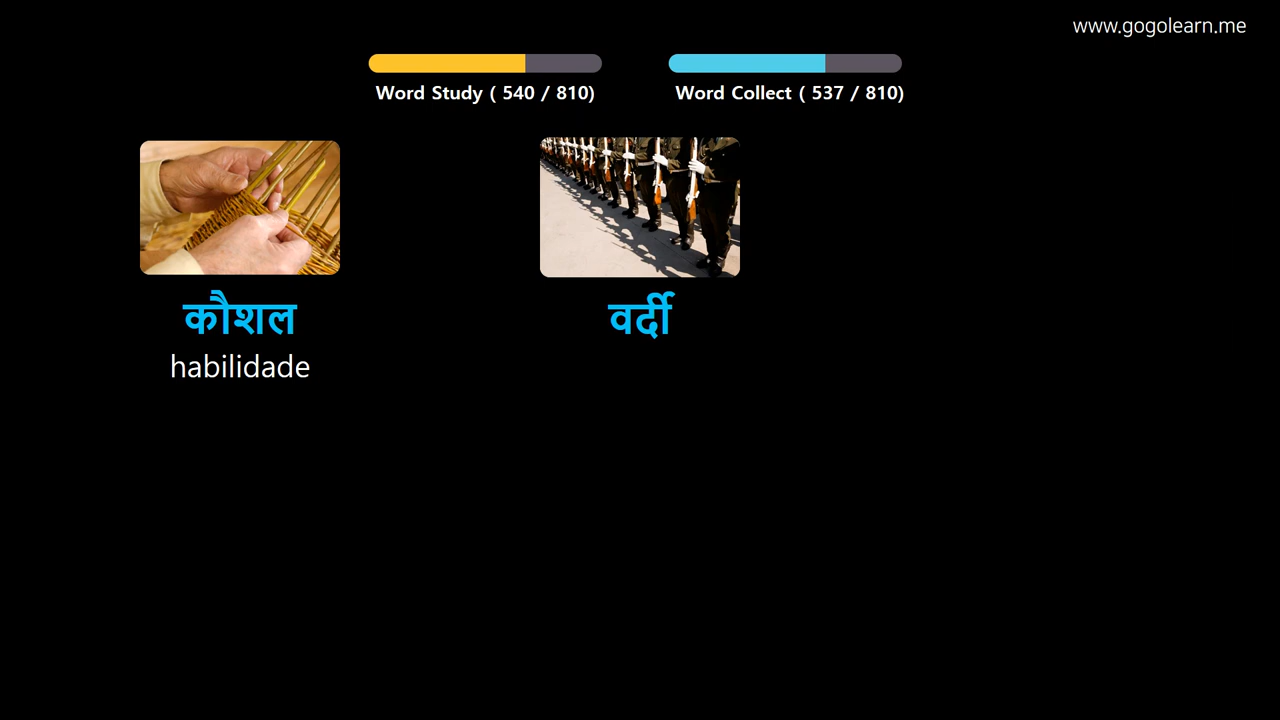 www.gogolearn.me
Word Study ( 540 / 810)
Word Collect ( 537 / 810)
कौशल
habilidade
वर्दी